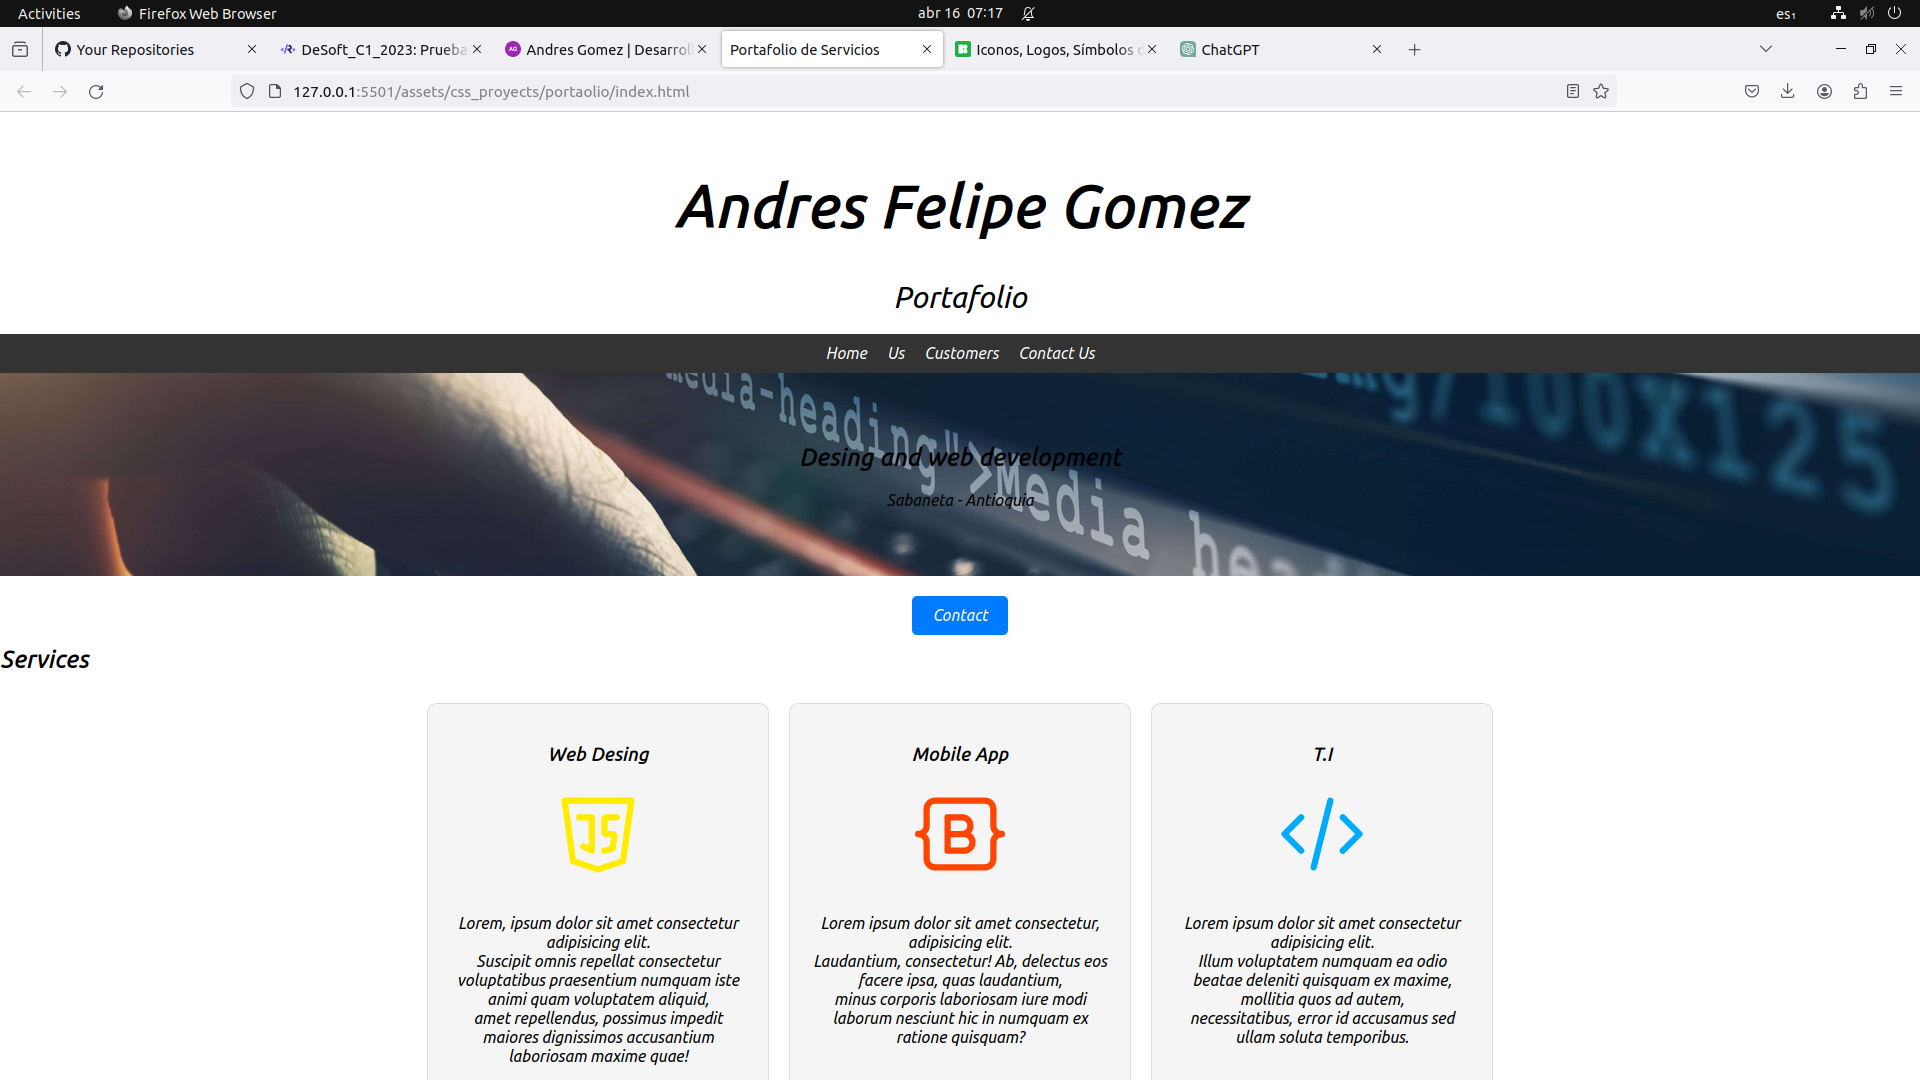 Activities
Firefox Web Browser
abr 16 07:17
es₁
Your Repositories
DeSoft_C1_2023: Prueba
Andres Gomez | Desarroll
Portafolio de Servicios
Iconos, Logos, Símbolos d
ChatGPT
127.0.0.1:5501/assets/css_proyects/portaolio/index.html
Andres Felipe Gomez
Portafolio
Home Us Customers Contact Us
media-heading">Media heading
Desing and web development
Sabaneta - Antioquia
Contact
Services
Web Desing
JS
Lorem, ipsum dolor sit amet consectetur
adipisicing elit.
Suscipit omnis repellat consectetur
voluptatibus praesentium numquam iste
animi quam voluptatem aliquid,
amet repellendus, possimus impedit
maiores dignissimos accusantium
laboriosam maxime quae!
Mobile App
B
Lorem ipsum dolor sit amet consectetur,
adipisicing elit.
Laudantium, consectetur! Ab, delectus eos
facere ipsa, quas laudantium,
minus corporis laboriosam iure modi
laborum nesciunt hic in numquam ex
ratione quisquam?
T.I
</>
Lorem ipsum dolor sit amet consectetur
adipisicing elit.
Illum voluptatem numquam ea odio
beatae deleniti quisquam ex maxime,
mollitia quos ad autem,
necessitatibus, error id accusamus sed
ullam soluta temporibus.